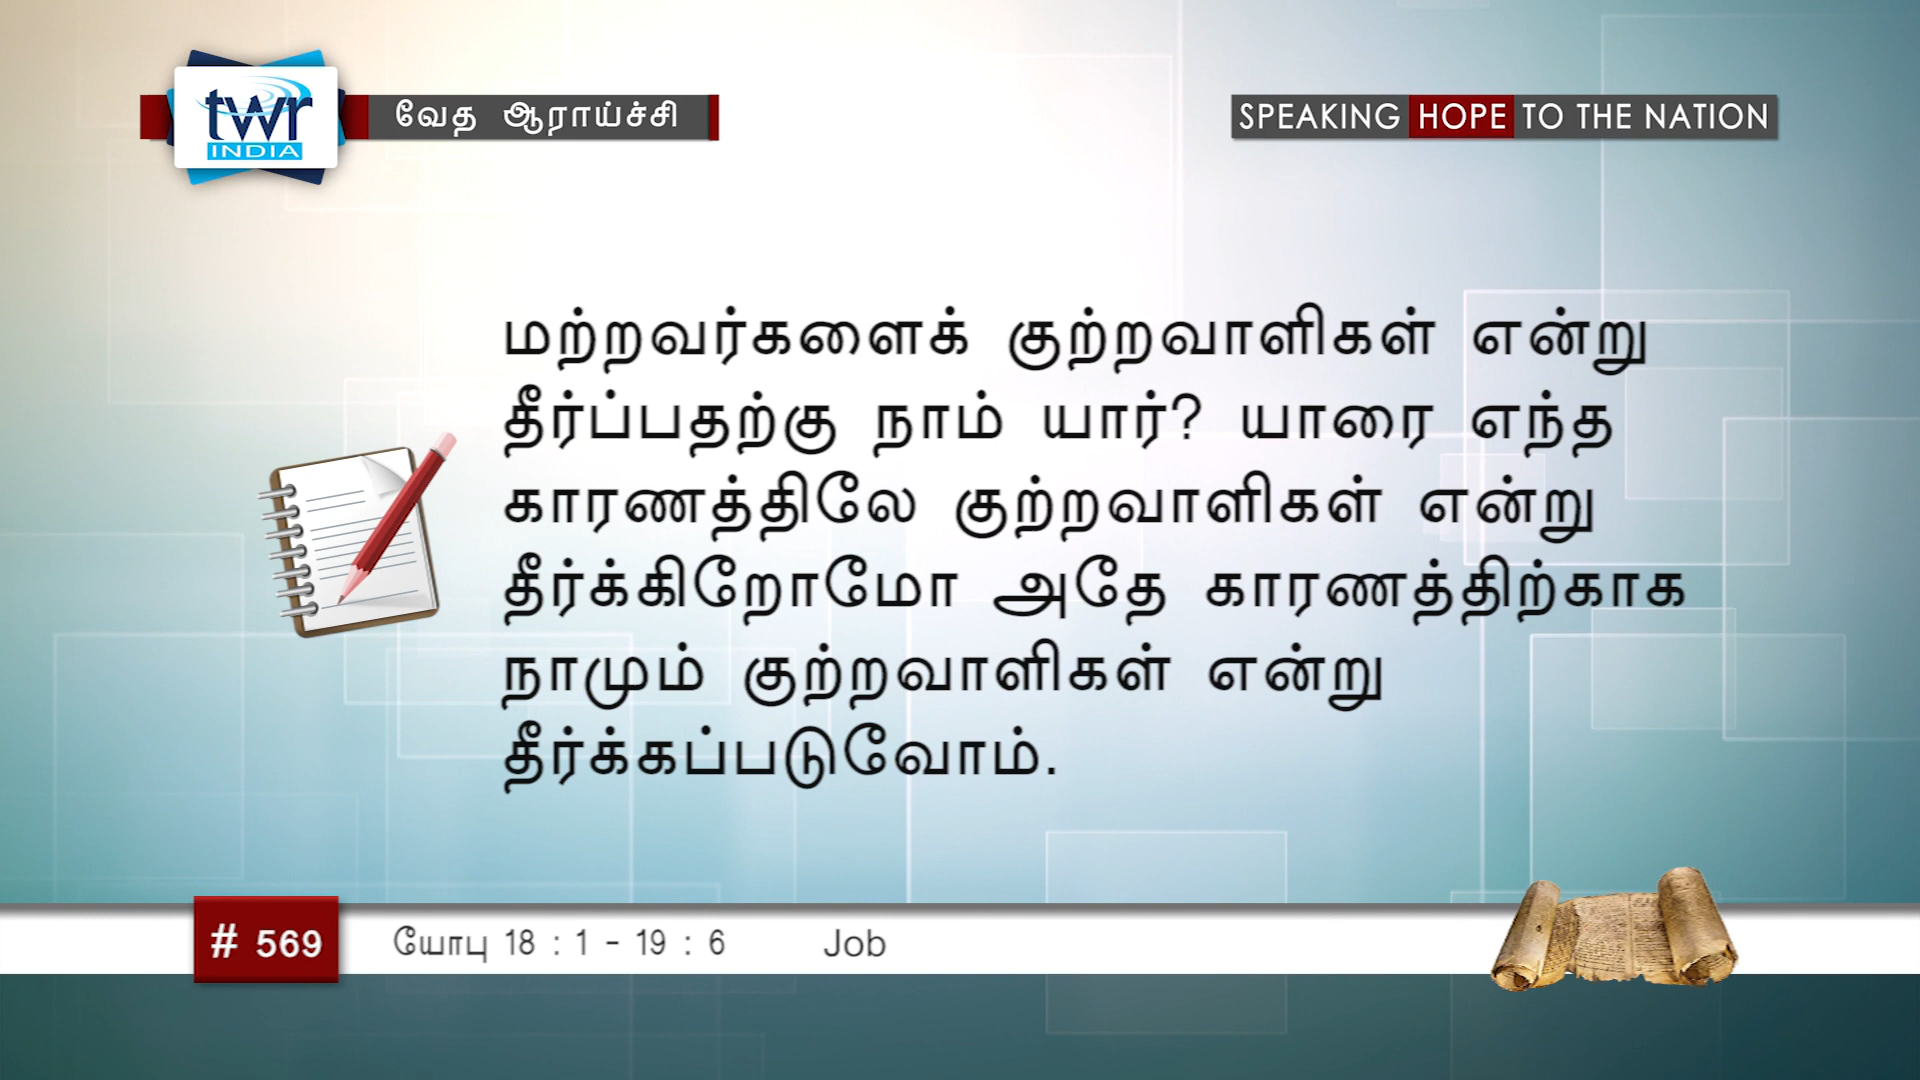 twr
INDIA
வேத ஆராய்ச்சி
SPEAKING HOPE TO THE NATION
மற்றவர்களைக் குற்றவாளிகள் என்று
தீர்ப்பதற்கு நாம் யார்? யாரை எந்த
காரணத்திலே குற்றவாளிகள் என்று
தீர்க்கிறோமோ அதே காரணத்திற்காக
நாமும் குற்றவாளிகள் என்று
தீர்க்கப்படுவோம்.
# 569 யோபு 18 : 1 - 19 : 6 Job